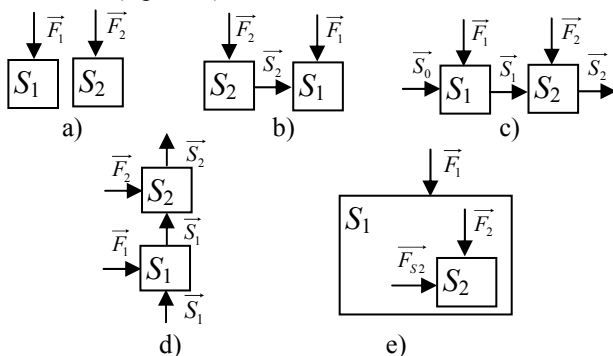 F₁ F₂
S₁ S₂
a)
F₂ F₁
S₂
S₂ S₁
b)
F₁ F₂
S₀ S₁ S₂
S₁ S₂
c)
S₂
F₂
S₂
S₁
F₁
S₁
S₁
d)
F₁
S₁
F₂
F_S2
S₂
e)